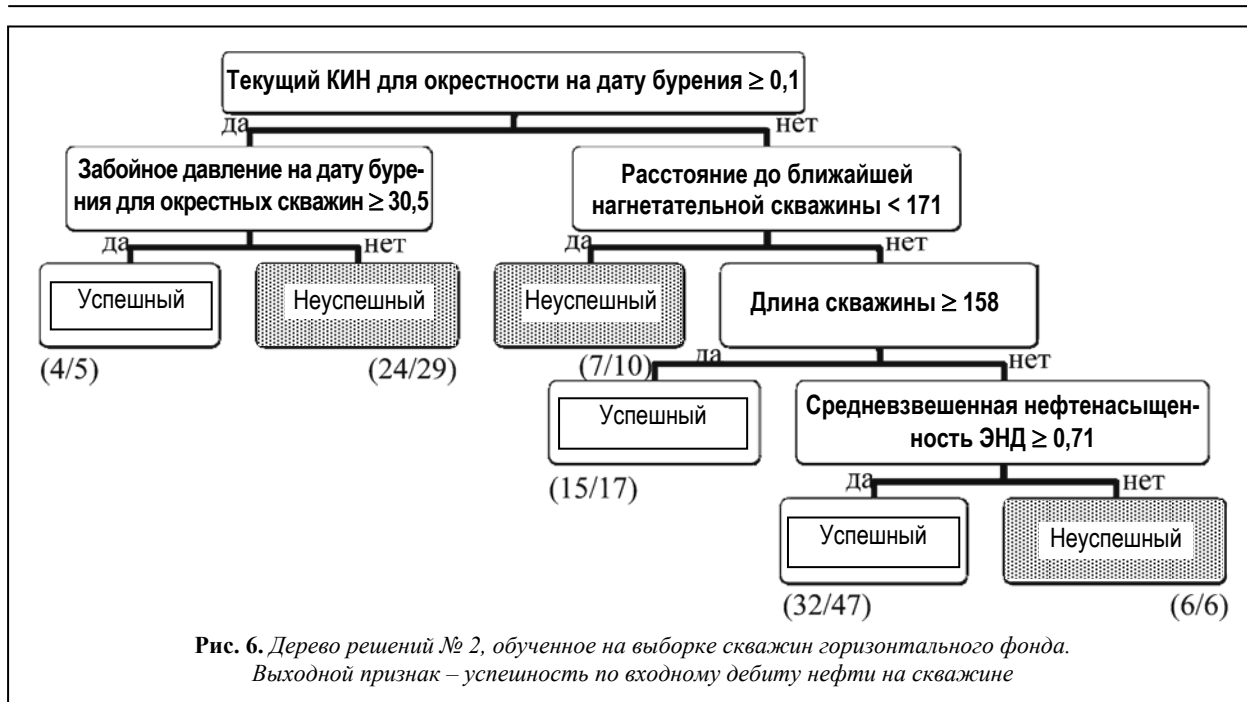 Текущий КИН для окрестности на дату бурения ≥ 0,1
да
нет
Забойное давление на дату буре-
ния для окрестных скважин ≥ 30,5
Расстояние до ближайшей
нагнетательной скважины < 171
да
нет
да
нет
Успешный
Неуспешный
Неуспешный
Длина скважины ≥ 158
(4/5)
(24/29)
(7/10)
да
нет
Успешный
Средневзвешенная нефтенасыщен-
ность ЭНД ≥ 0,71
(15/17)
да
нет
Успешный
Неуспешный
(32/47)
(6/6)
Рис. 6. Дерево решений № 2, обученное на выборке скважин горизонтального фонда.
Выходной признак – успешность по входному дебиту нефти на скважине